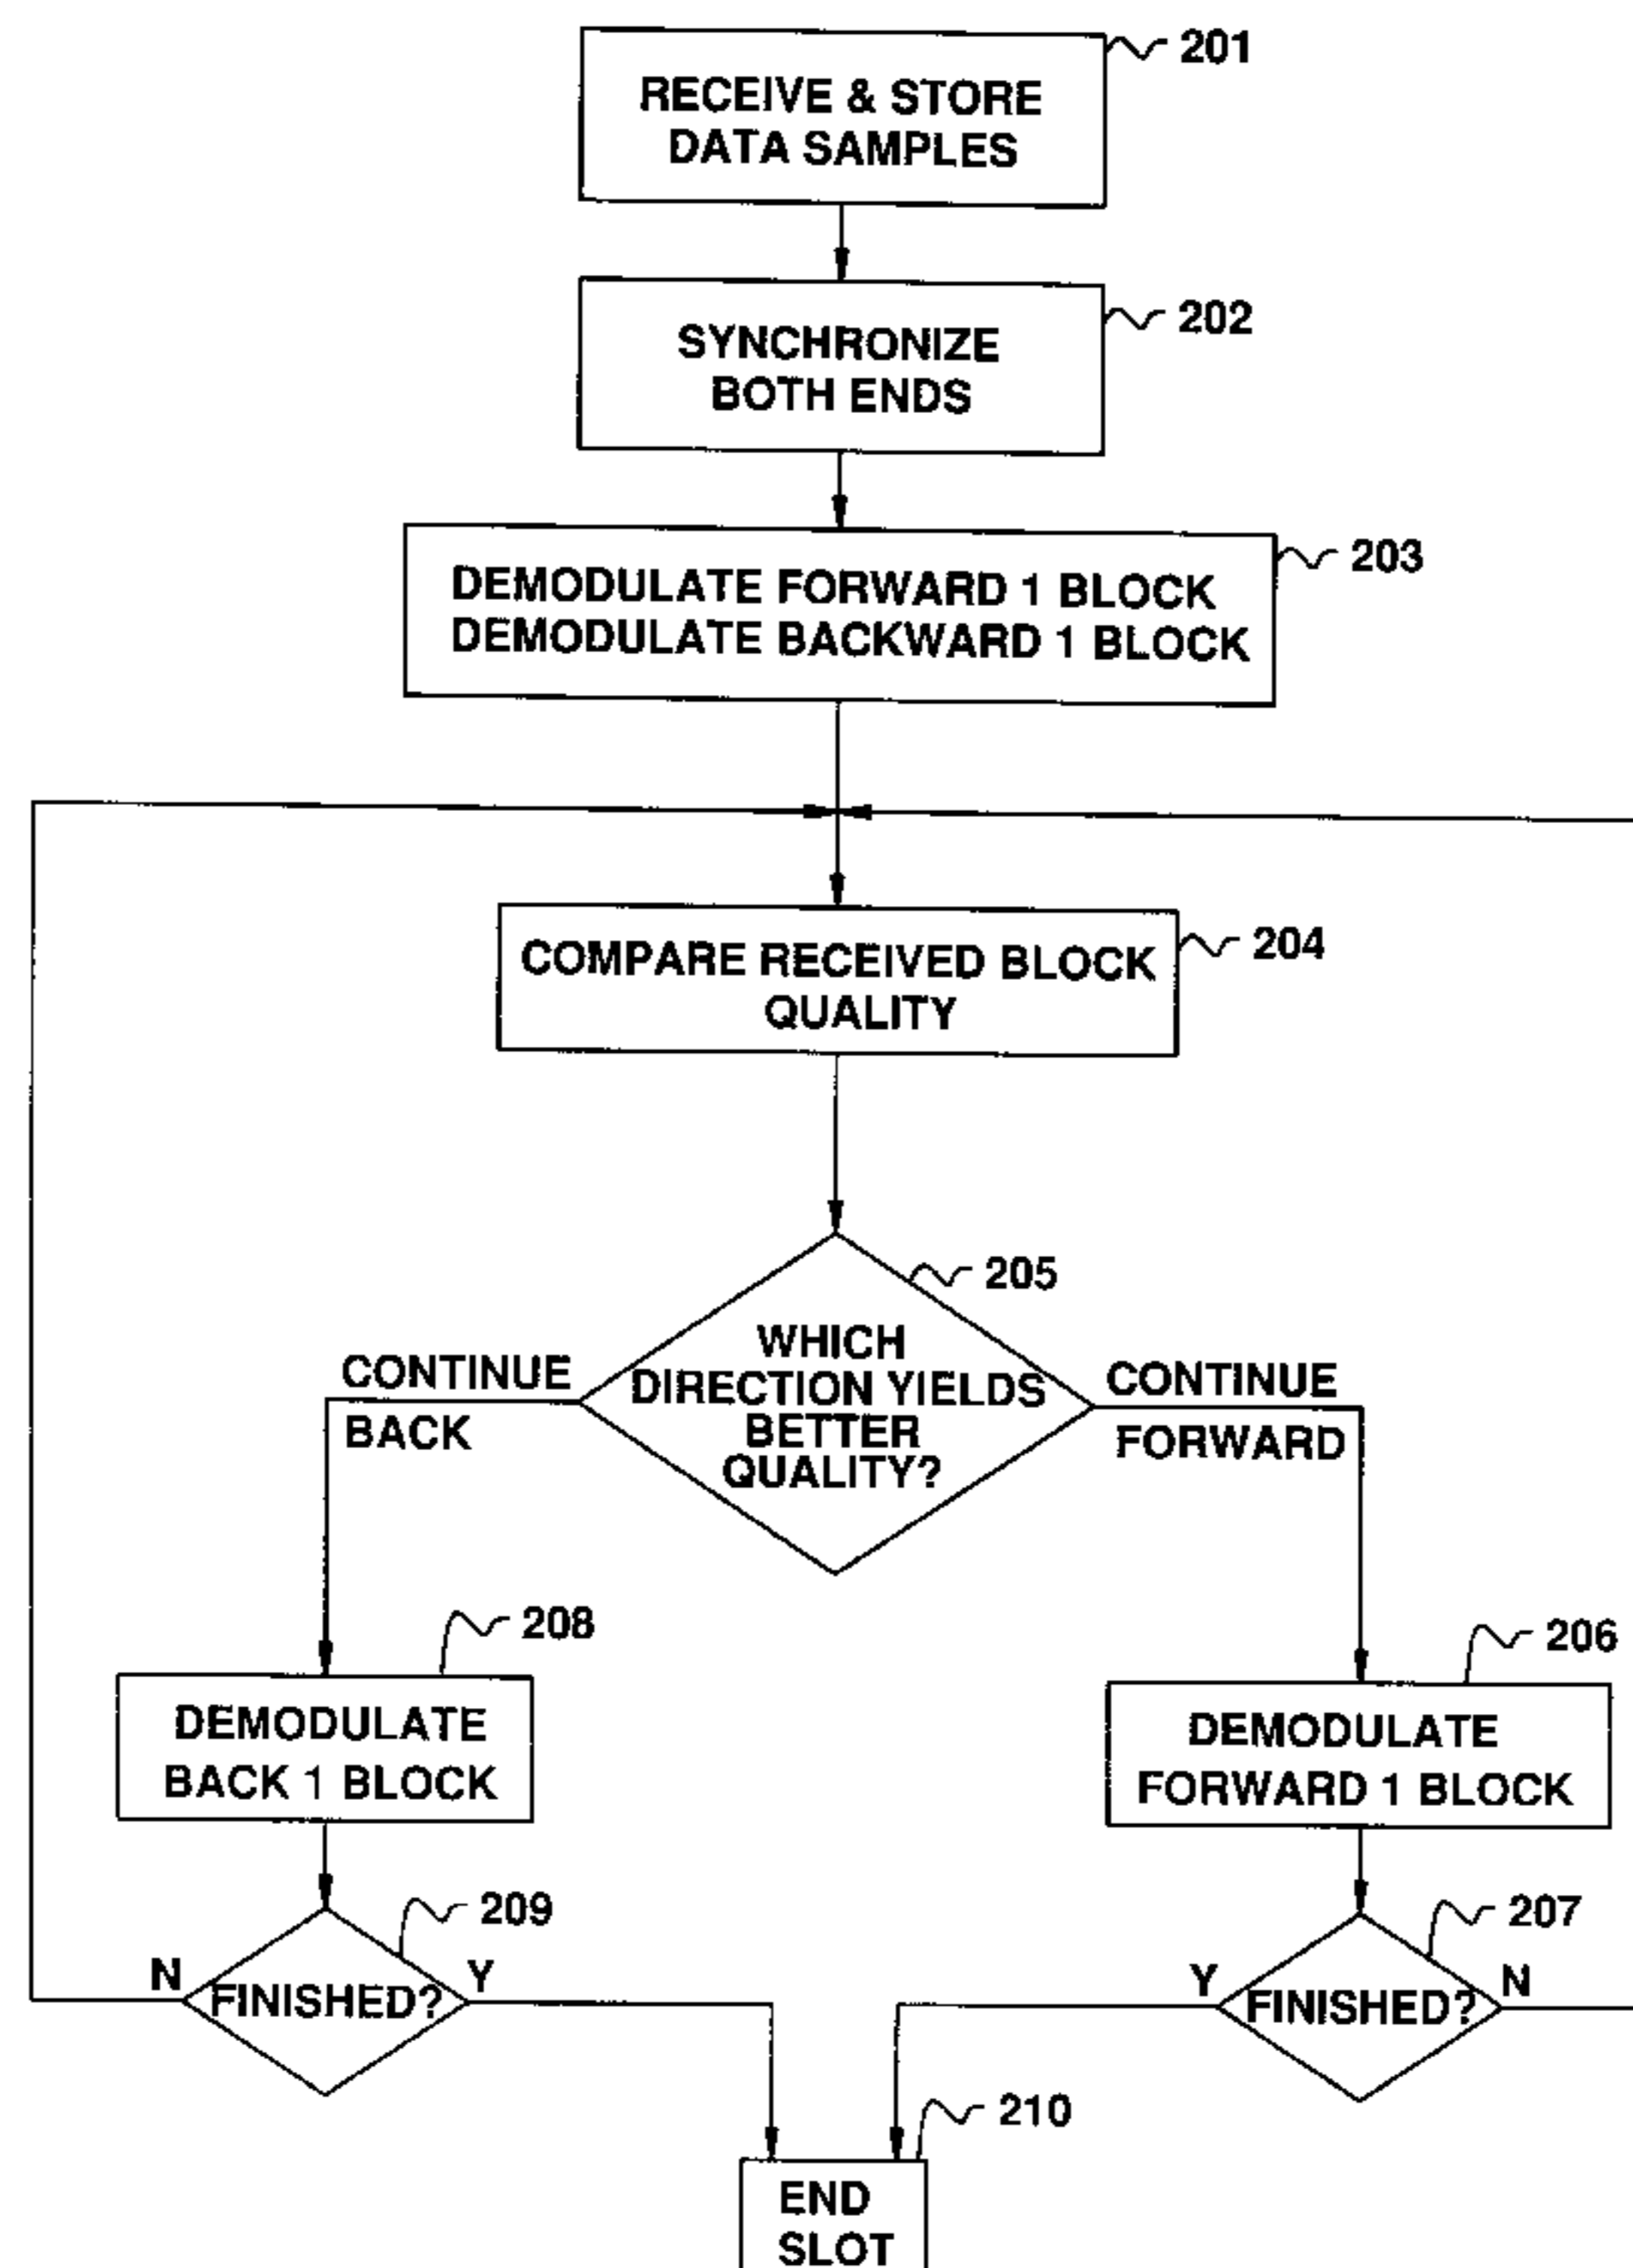 201
RECEIVE & STORE
DATA SAMPLES
202
SYNCHRONIZE
BOTH ENDS
203
DEMODULATE FORWARD 1 BLOCK
DEMODULATE BACKWARD 1 BLOCK
204
COMPARE RECEIVED BLOCK
QUALITY
205
WHICH
DIRECTION YIELDS
BETTER
QUALITY?
CONTINUE
BACK
CONTINUE
FORWARD
208
DEMODULATE
BACK 1 BLOCK
206
DEMODULATE
FORWARD 1 BLOCK
209
N
FINISHED?
Y
207
Y
FINISHED?
N
210
END
SLOT